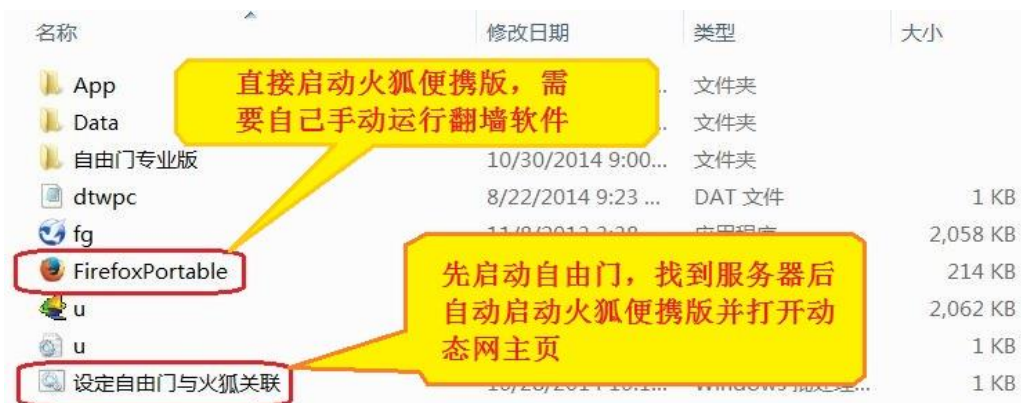 名称 修改日期 类型 大小
直接启动火狐便携版，需
要自己手动运行翻墙软件
App 文件夹
Data 文件夹
自由门专业版 10/30/2014 9:00... 文件夹
dtwpc 8/22/2014 9:23 ... DAT 文件 1 KB
fg 2,058 KB
FirefoxPortable 214 KB
先启动自由门，找到服务器后
自动启动火狐便携版并打开动
态网主页
u 2,062 KB
u 1 KB
设定自由门与火狐关联 1 KB